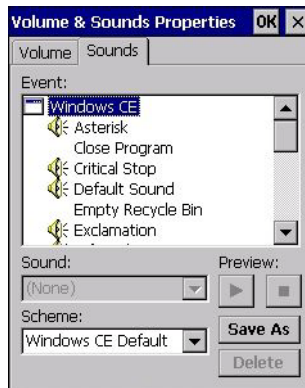 Volume & Sounds Properties OK ×
Volume Sounds
Event:
Windows CE
Asterisk
Close Program
Critical Stop
Default Sound
Empty Recycle Bin
Exclamation
Sound: Preview:
(None)
Scheme:
Windows CE Default Save As
Delete